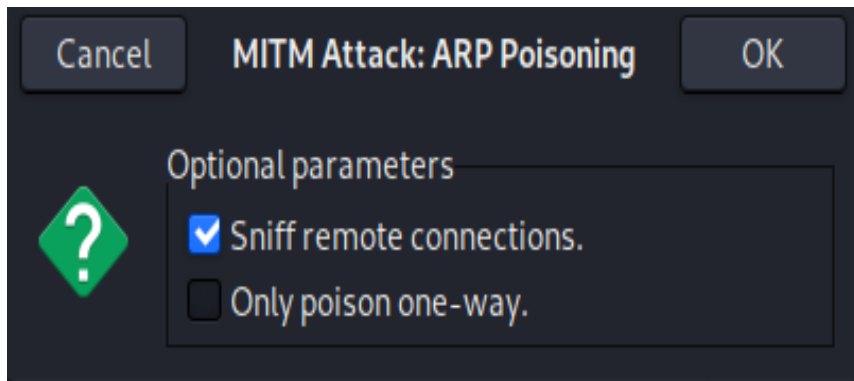 Cancel MITM Attack: ARP Poisoning OK
Optional parameters
Sniff remote connections.
Only poison one-way.